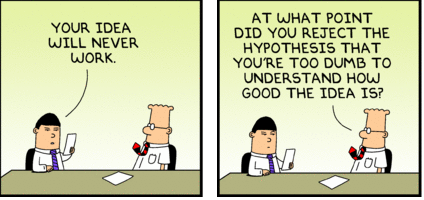 YOUR IDEA
WILL NEVER
WORK.
AT WHAT POINT
DID YOU REJECT THE
HYPOTHESIS THAT
YOU'RE TOO DUMB TO
UNDERSTAND HOW
GOOD THE IDEA IS?